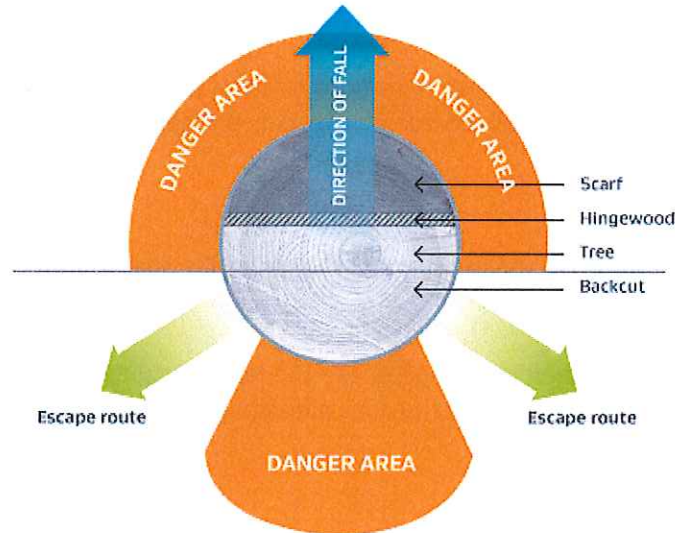 DIRECTION OF FALL
DANGER AREA
DANGER AREA
Scarf
Hingewood
Tree
Backcut
Escape route
Escape route
DANGER AREA